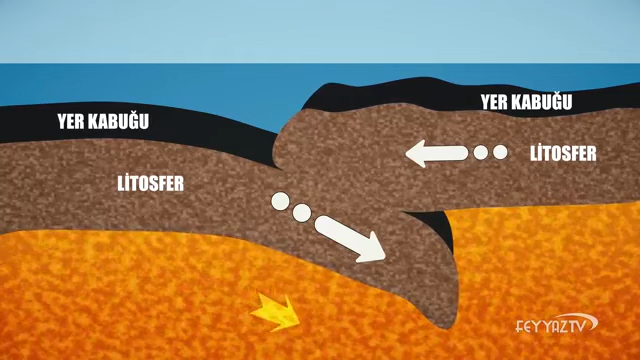 YER KABUĞU
YER KABUĞU
LİTOSFER
LİTOSFER
FEYYAZTV